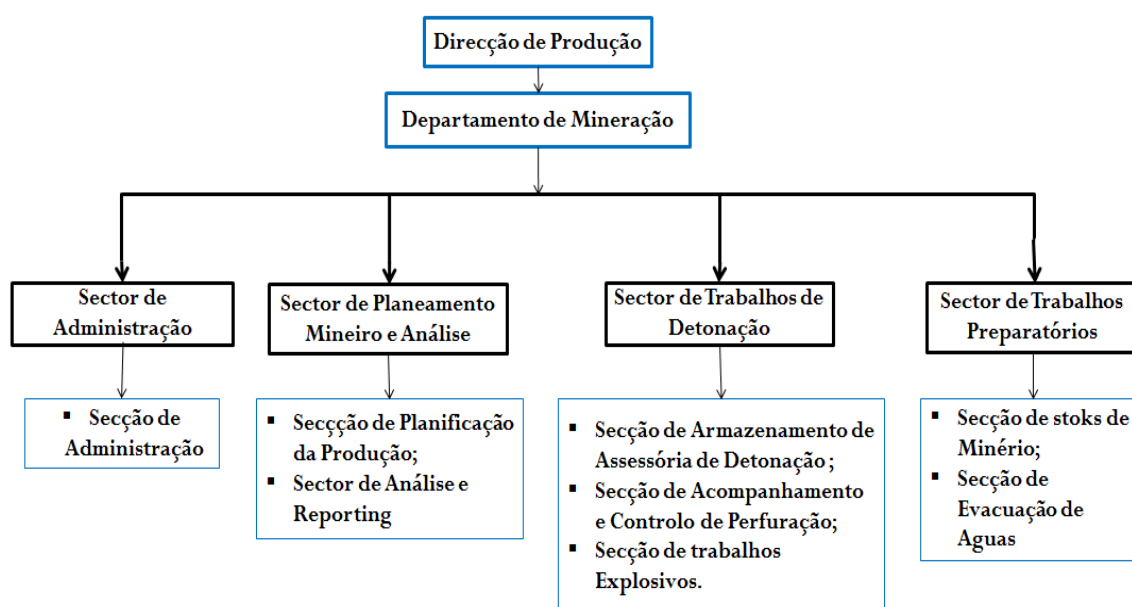 Direcção de Produção
Departamento de Mineração
Sector de
Administração
Sector de Planeamento
Mineiro e Análise
Sector de Trabalhos de
Detonação
Sector de Trabalhos
Preparatórios
▪ Secção de
Administração
▪ Secçção de Planificação
da Produção;
▪ Sector de Análise e
Reporting
▪ Secção de Armazenamento de
Assessória de Detonação ;
▪ Secção de Acompanhamento
e Controlo de Perfuração;
▪ Secção de trabalhos
Explosivos.
▪ Secção de stoks de
Minério;
▪ Secção de
Evacuação de
Aguas